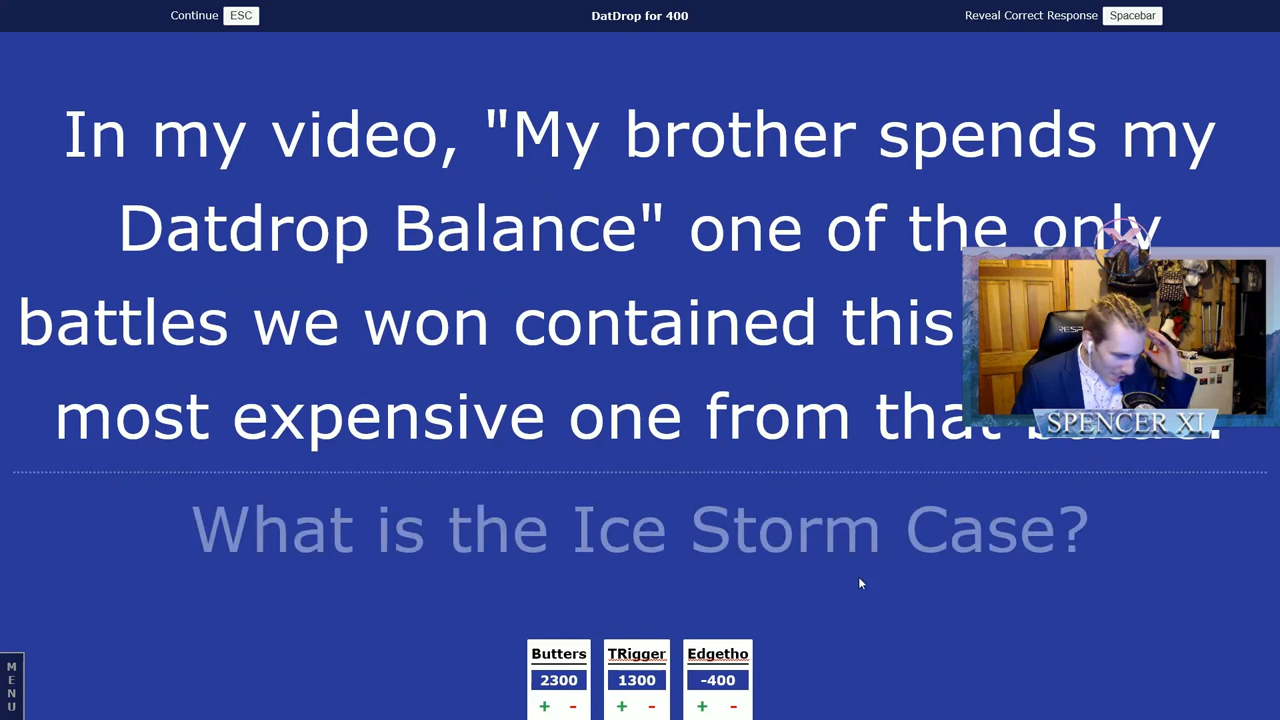 Continue ESC
DatDrop for 400
Reveal Correct Response Spacebar
In my video, "My brother spends my
Datdrop Balance" one of the only
battles we won contained this
most expensive one from that
SPENCER XI.
What is the Ice Storm Case?
Butters TRigger Edgetho
2300 1300 -400
+ - + - + -
MENU